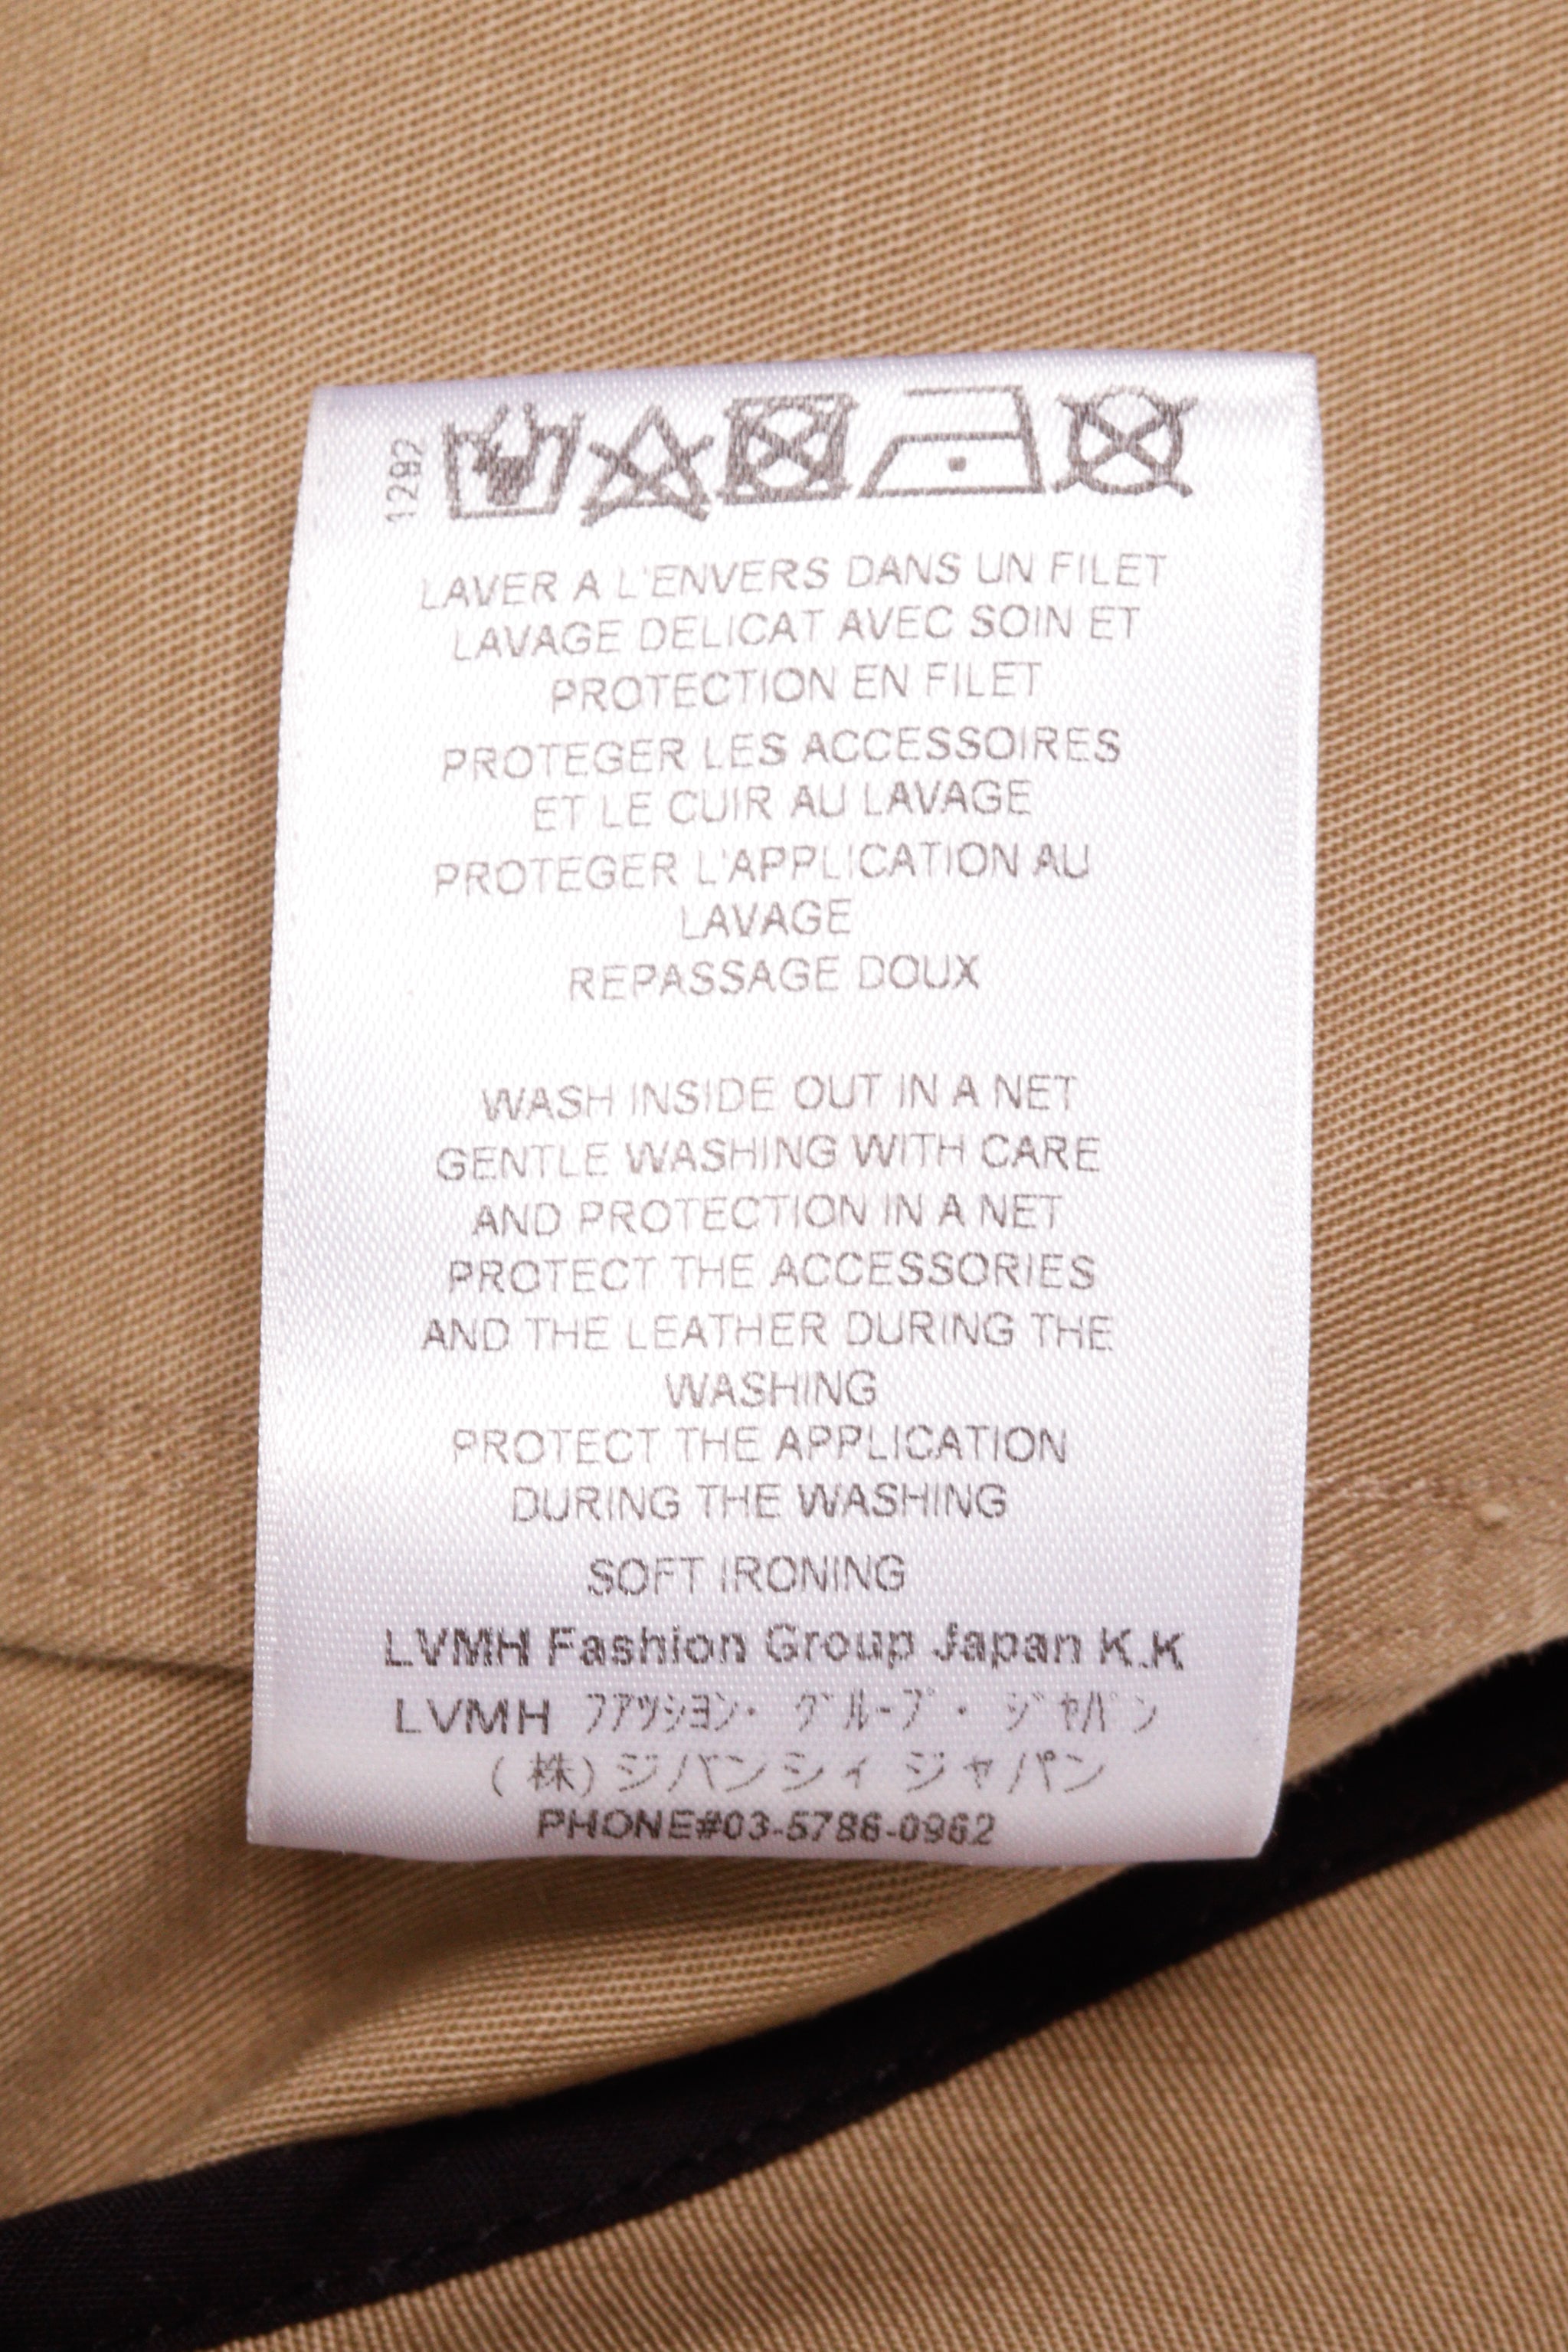 1292
LAVER A L'ENVERS DANS UN FILET
LAVAGE DELICAT AVEC SOIN ET
PROTECTION EN FILET
PROTEGER LES ACCESSOIRES
ET LE CUIR AU LAVAGE
PROTEGER L'APPLICATION AU
LAVAGE
REPASSAGE DOUX
WASH INSIDE OUT IN A NET
GENTLE WASHING WITH CARE
AND PROTECTION IN A NET
PROTECT THE ACCESSORIES
AND THE LEATHER DURING THE
WASHING
PROTECT THE APPLICATION
DURING THE WASHING
SOFT IRONING
LVMH Fashion Group Japan K.K
LVMH ﾌｱﾂｼﾖﾝ・ ｸﾞﾙｰﾌﾟ・ ｼﾞﾔﾊﾟﾝ
(株)ジバンシィ ジャパン
PHONE#03-5786-0962